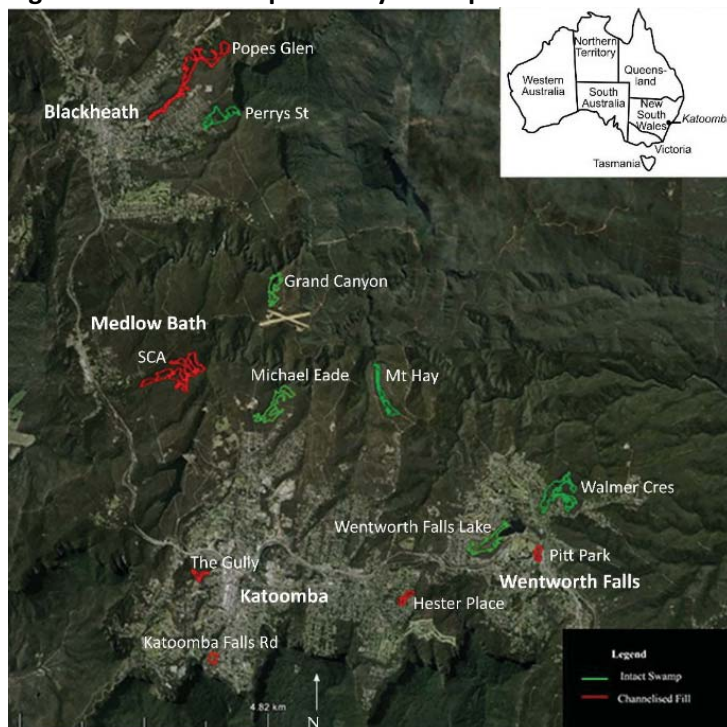 Popes Glen
Blackheath
Perrys St
Northern
Territory
Western
Australia
Queens-
land
South
Australia
New
South
Wales
Katoomb
Victoria
Tasmania
Grand Canyon
Medlow Bath
SCA
Michael Eade
Mt Hay
Walmer Cres
Wentworth Falls Lake
Pitt Park
The Gully
Wentworth Falls
Katoomba
Hester Place
Katoomba Falls Rd
4.82 km
N
Legend
Intact Swamp
Channelised Fill